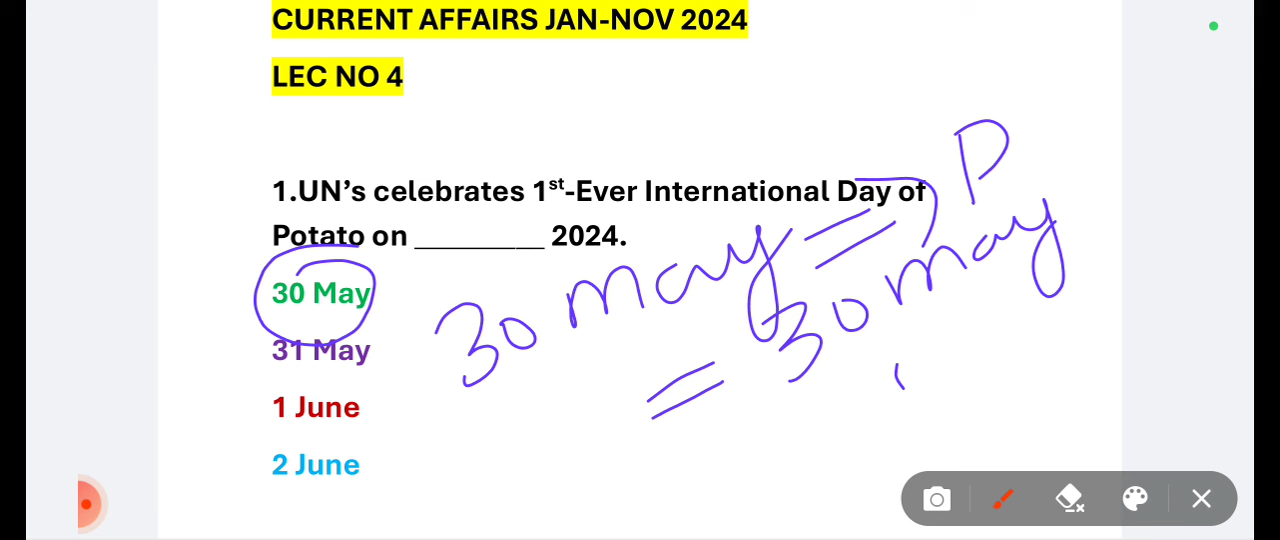 CURRENT AFFAIRS JAN-NOV 2024
LEC NO 4
1.UN’s celebrates 1st-Ever International Day of
Potato on _________ 2024.
30 May
31 May
1 June
2 June
30 may => P
= 30 may